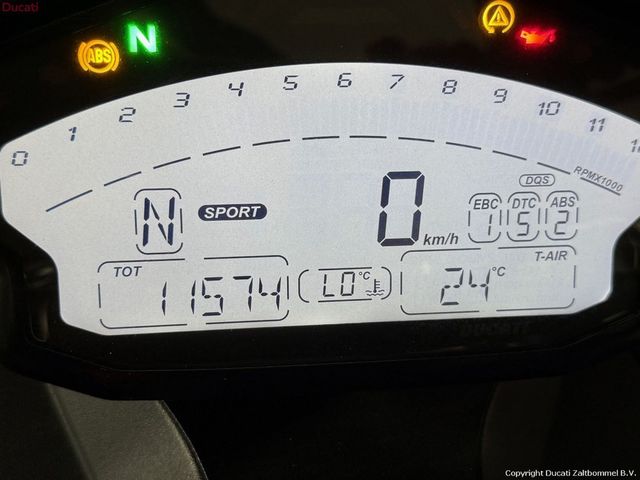 Ducati
ABS N
0 1 2 3 4 5 6 7 8 9 10 11
RPMX1000
N SPORT 0 km/h
DQS
EBC DTC ABS
1 5 2
TOT 11574
LO °C
T-AIR
24 °C
DUCATI
Copyright Ducati Zaltbommel B.V.